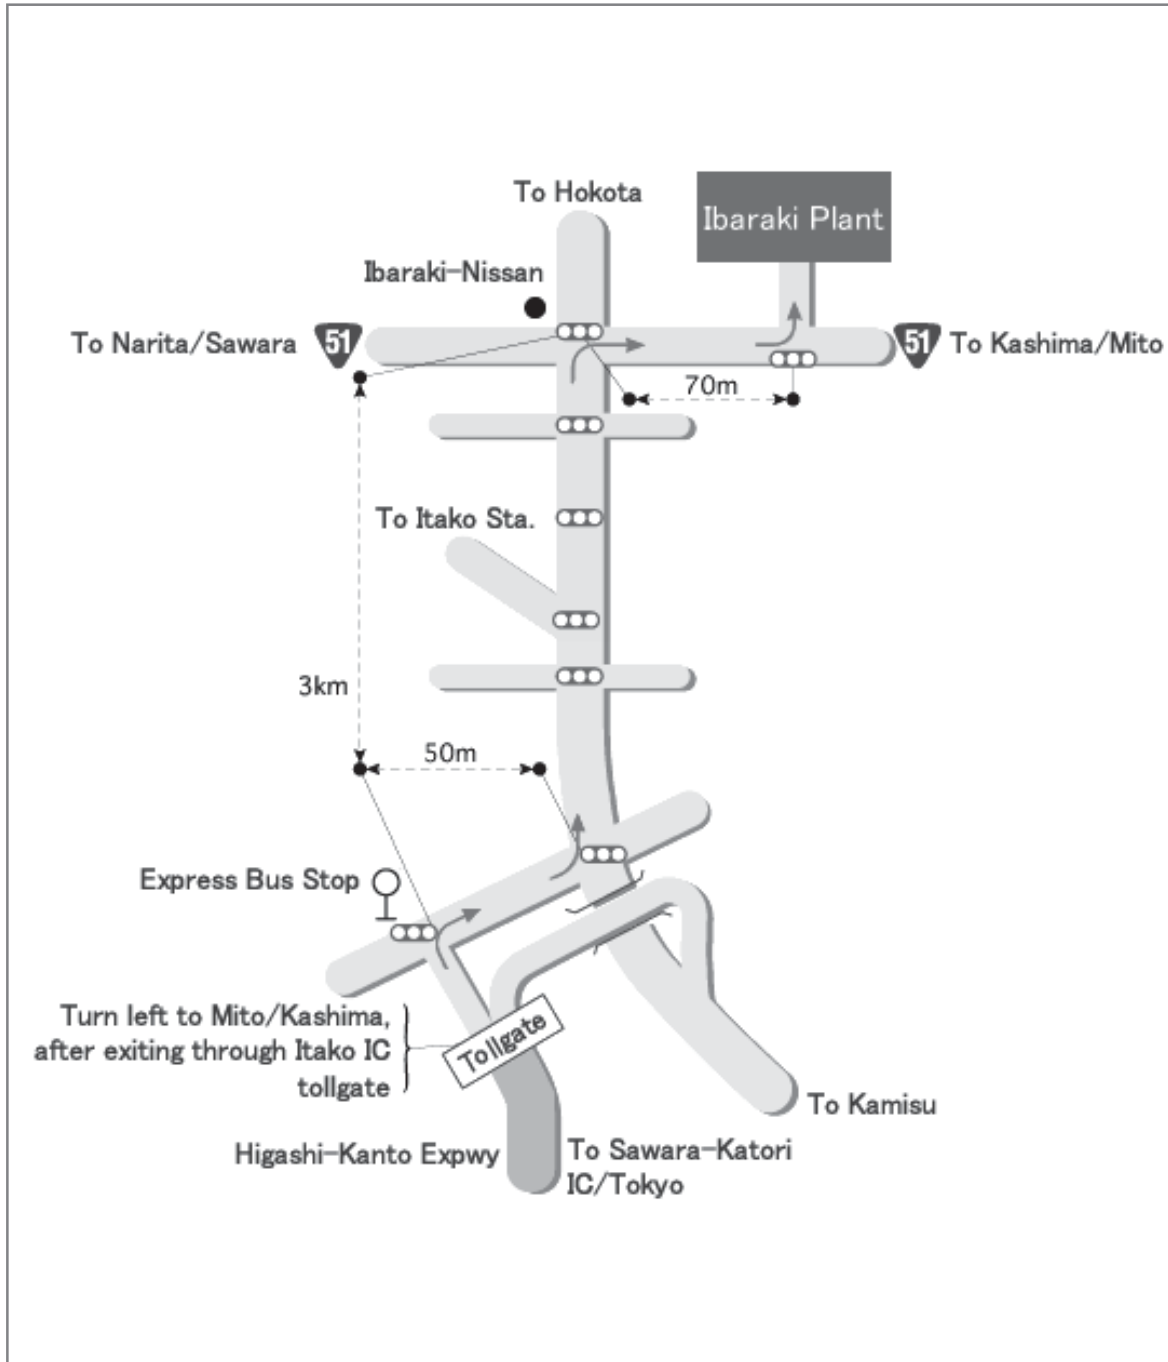 To Hokota
Ibaraki Plant
Ibaraki-Nissan
To Narita/Sawara
51
51
To Kashima/Mito
70m
To Itako Sta.
3km
50m
Express Bus Stop
Turn left to Mito/Kashima,
after exiting through Itako IC
tollgate
Tollgate
To Kamisu
Higashi-Kanto Expwy
To Sawara-Katori
IC/Tokyo